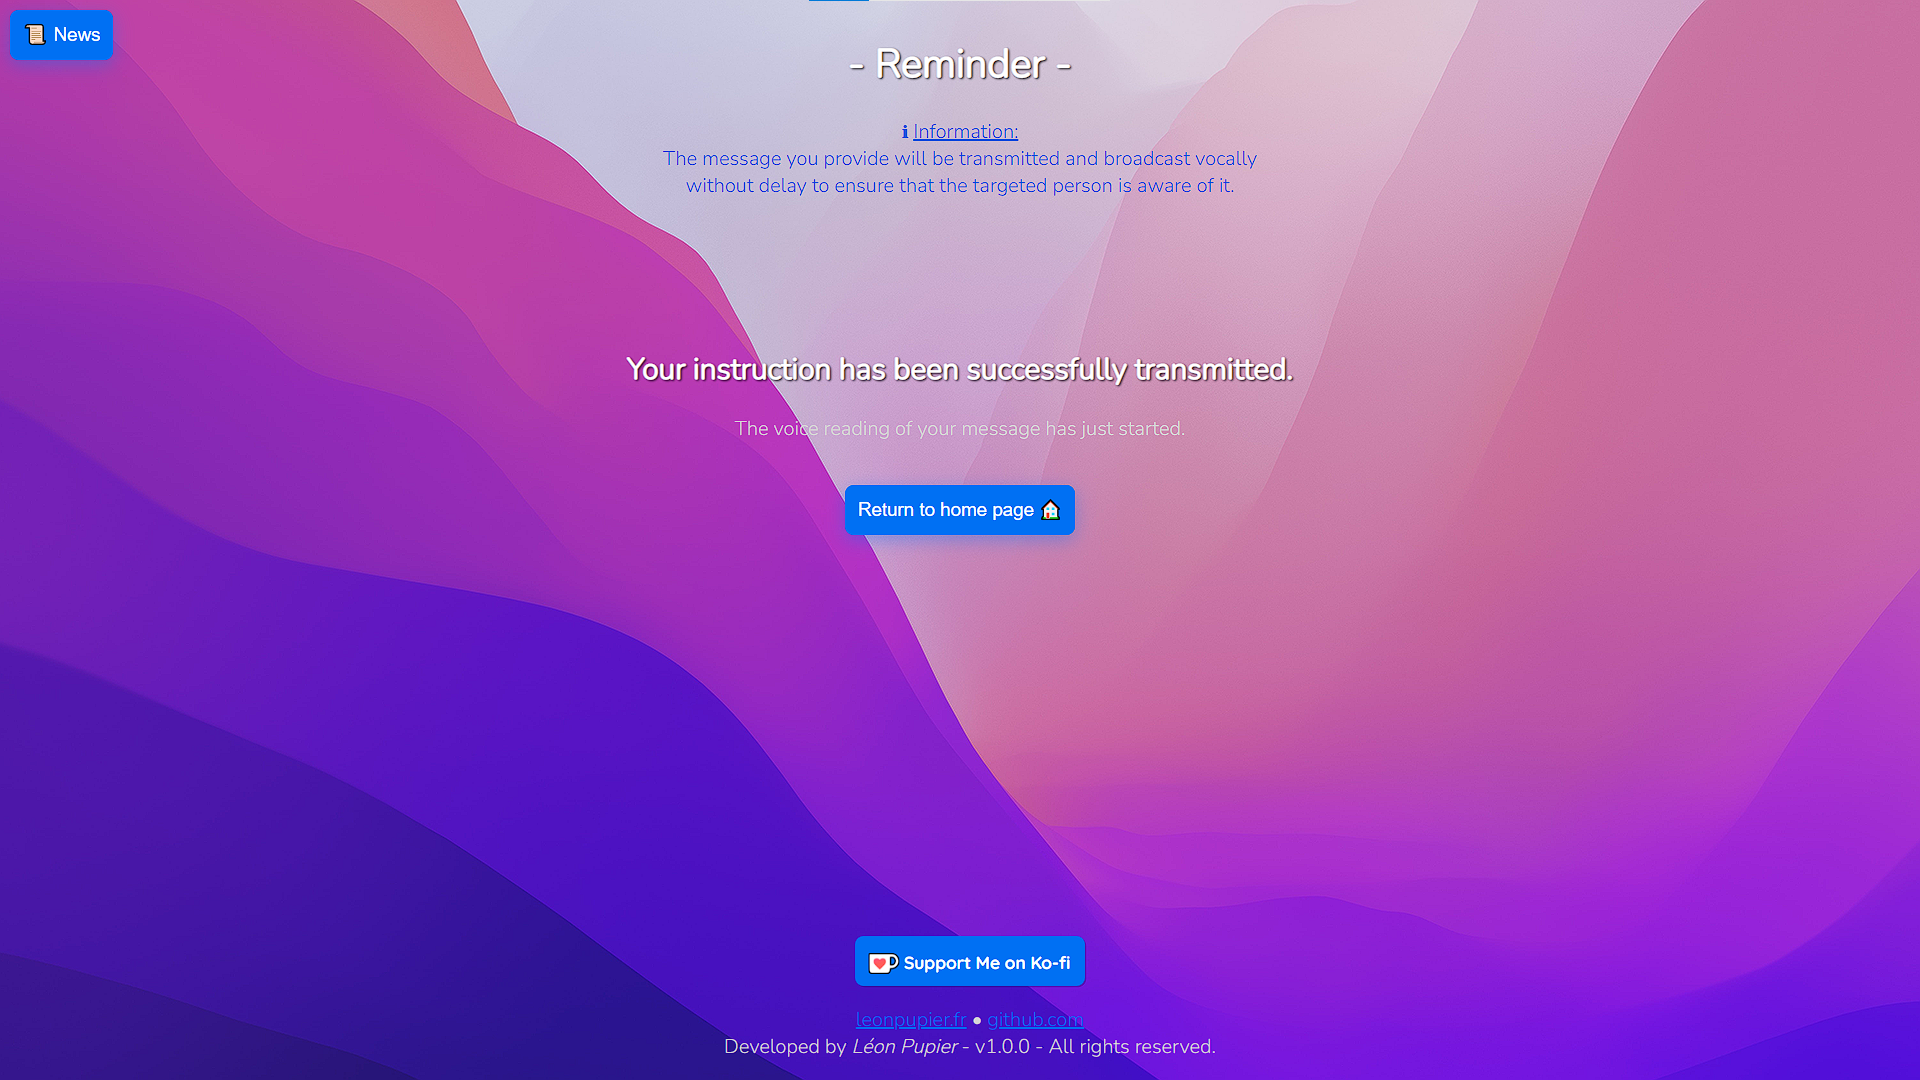 News
- Reminder -
ℹ Information:
The message you provide will be transmitted and broadcast vocally
without delay to ensure that the targeted person is aware of it.
Your instruction has been successfully transmitted.
The voice reading of your message has just started.
Return to home page
Support Me on Ko-fi
leonpupier.fr • github.com
Developed by Léon Pupier - v1.0.0 - All rights reserved.